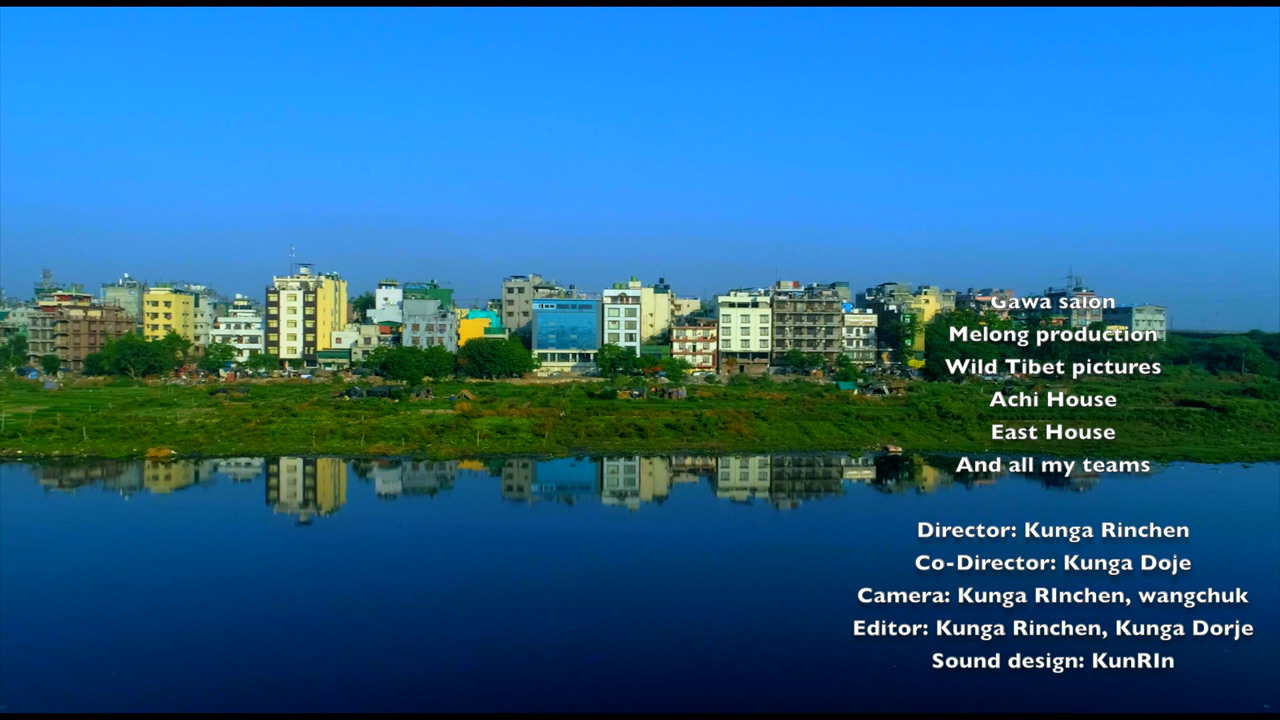 Gawa salon
Melong production
Wild Tibet pictures
Achi House
East House
And all my teams
Director: Kunga Rinchen
Co-Director: Kunga Doje
Camera: Kunga RInchen, wangchuk
Editor: Kunga Rinchen, Kunga Dorje
Sound design: KunRIn